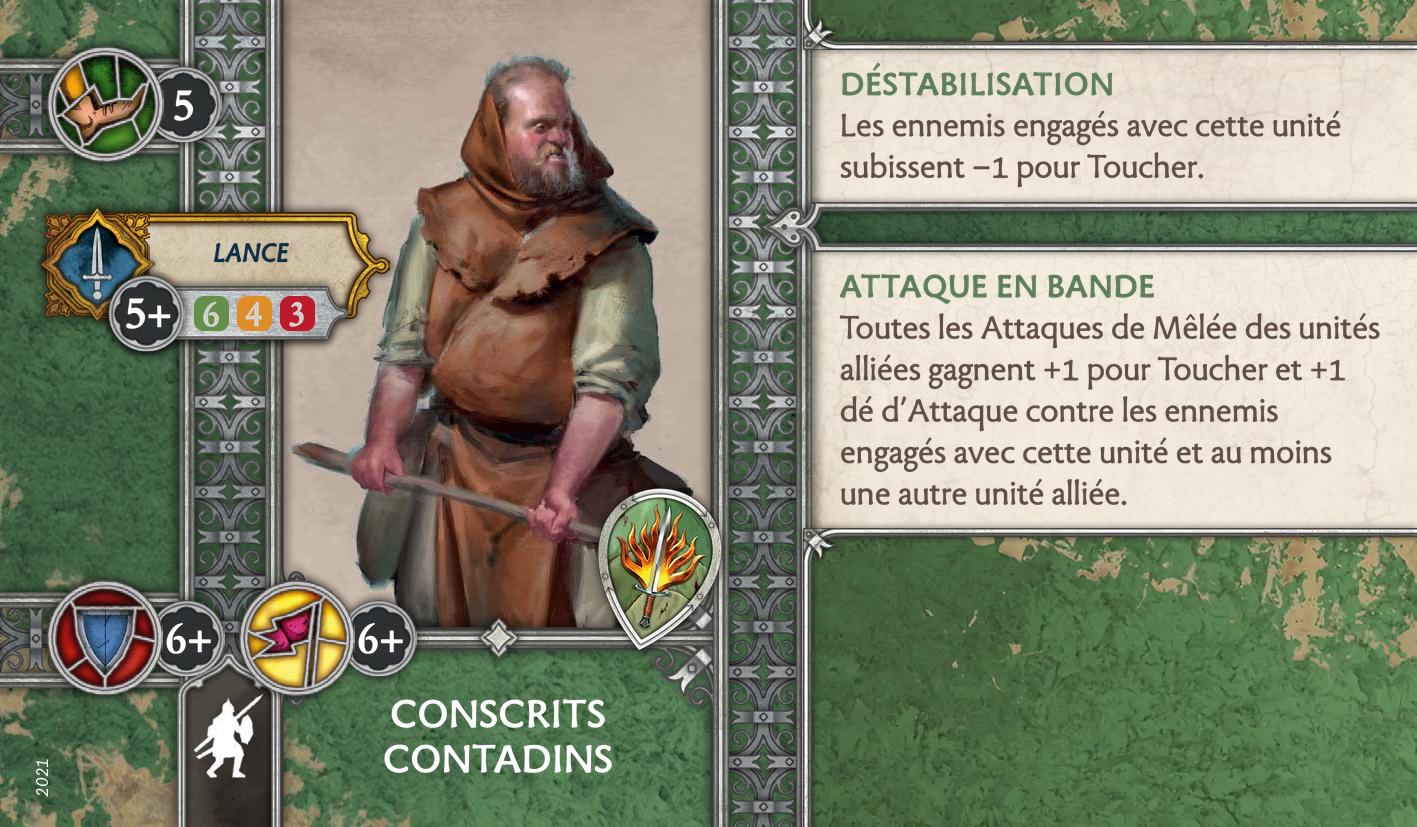 5
LANCE
5+ 6 4 3
6+ 6+
CONSCRITS
CONTADINS
2021
DÉSTABILISATION
Les ennemis engagés avec cette unité
subissent –1 pour Toucher.
ATTAQUE EN BANDE
Toutes les Attaques de Mêlée des unités
alliées gagnent +1 pour Toucher et +1
dé d’Attaque contre les ennemis
engagés avec cette unité et au moins
une autre unité alliée.